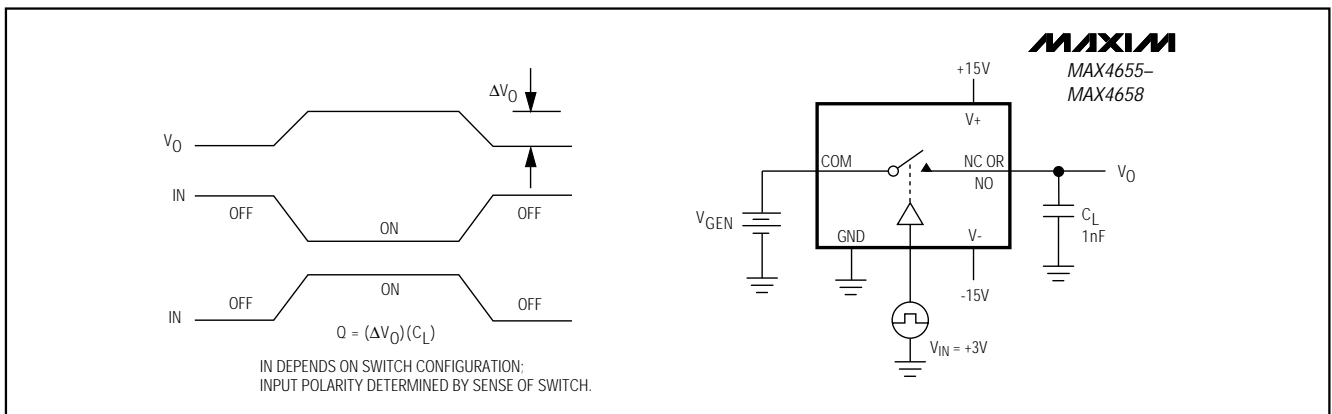 ΔVO
VO
IN
OFF
ON
OFF
IN
OFF
ON
OFF
Q = (ΔVO)(CL)
IN DEPENDS ON SWITCH CONFIGURATION;
INPUT POLARITY DETERMINED BY SENSE OF SWITCH.
MAXIM
MAX4655–
MAX4658
+15V
V+
COM
NC OR
NO
VO
VGEN
CL
1nF
GND
V-
-15V
VIN = +3V